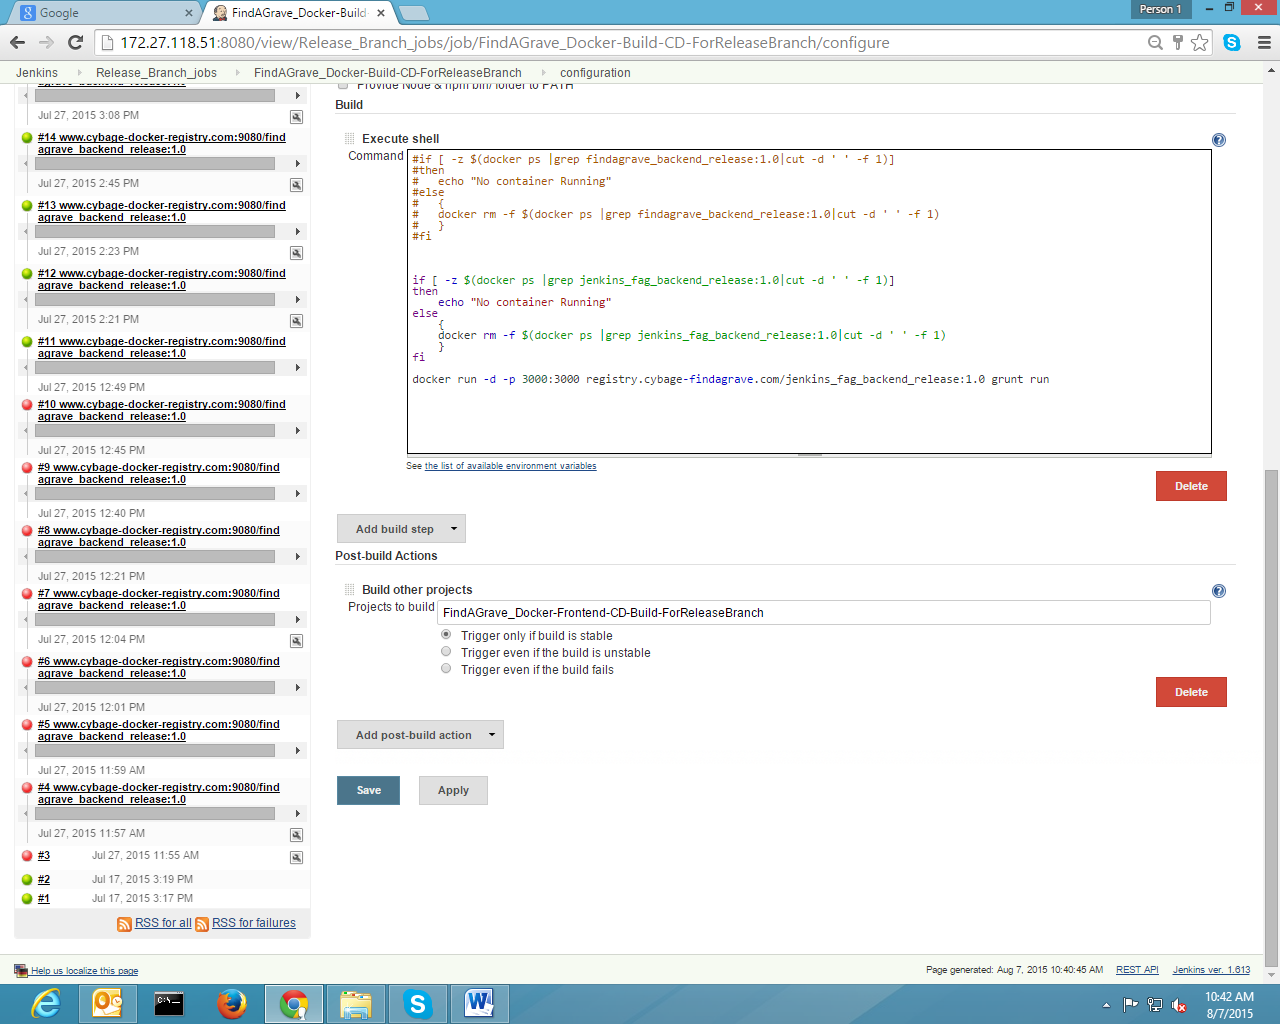 Google
FindAGrave_Docker-Build-
Person 1
172.27.118.51:8080/view/Release_Branch_jobs/job/FindAGrave_Docker-Build-CD-ForReleaseBranch/configure
Jenkins
Release_Branch_jobs
FindAGrave_Docker-Build-CD-ForReleaseBranch
configuration
agrave_backend_release:1.0
Jul 27, 2015 3:08 PM
#14 www.cybage-docker-registry.com:9080/find
agrave_backend_release:1.0
Jul 27, 2015 2:45 PM
#13 www.cybage-docker-registry.com:9080/find
agrave_backend_release:1.0
Jul 27, 2015 2:23 PM
#12 www.cybage-docker-registry.com:9080/find
agrave_backend_release:1.0
Jul 27, 2015 2:21 PM
#11 www.cybage-docker-registry.com:9080/find
agrave_backend_release:1.0
Jul 27, 2015 12:49 PM
#10 www.cybage-docker-registry.com:9080/find
agrave_backend_release:1.0
Jul 27, 2015 12:45 PM
#9 www.cybage-docker-registry.com:9080/find
agrave_backend_release:1.0
Jul 27, 2015 12:40 PM
#8 www.cybage-docker-registry.com:9080/find
agrave_backend_release:1.0
Jul 27, 2015 12:21 PM
#7 www.cybage-docker-registry.com:9080/find
agrave_backend_release:1.0
Jul 27, 2015 12:04 PM
#6 www.cybage-docker-registry.com:9080/find
agrave_backend_release:1.0
Jul 27, 2015 12:01 PM
#5 www.cybage-docker-registry.com:9080/find
agrave_backend_release:1.0
Jul 27, 2015 11:59 AM
#4 www.cybage-docker-registry.com:9080/find
agrave_backend_release:1.0
Jul 27, 2015 11:57 AM
#3 Jul 27, 2015 11:55 AM
#2 Jul 17, 2015 3:19 PM
#1 Jul 17, 2015 3:17 PM
RSS for all RSS for failures
Provide Node & npm bin/ folder to PATH
Build
Execute shell
Command
#if [ -z $(docker ps |grep findagrave_backend_release:1.0|cut -d ' ' -f 1)]
#then
#   echo "No container Running"
#else
#   {
#   docker rm -f $(docker ps |grep findagrave_backend_release:1.0|cut -d ' ' -f 1)
#   }
#fi
if [ -z $(docker ps |grep jenkins_fag_backend_release:1.0|cut -d ' ' -f 1)]
then
    echo "No container Running"
else
    {
    docker rm -f $(docker ps |grep jenkins_fag_backend_release:1.0|cut -d ' ' -f 1)
    }
fi
docker run -d -p 3000:3000 registry.cybage-findagrave.com/jenkins_fag_backend_release:1.0 grunt run
See the list of available environment variables
Delete
Add build step
Post-build Actions
Build other projects
Projects to build FindAGrave_Docker-Frontend-CD-Build-ForReleaseBranch
Trigger only if build is stable
Trigger even if the build is unstable
Trigger even if the build fails
Delete
Add post-build action
Save Apply
Help us localize this page
Page generated: Aug 7, 2015 10:40:45 AM REST API Jenkins ver. 1.613
10:42 AM
8/7/2015